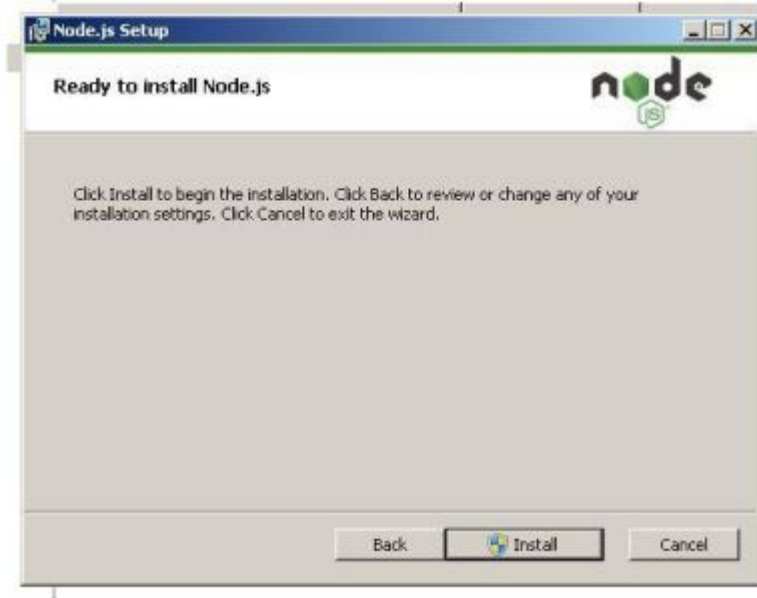 Node.js Setup
Ready to install Node.js
node
JS
Click Install to begin the installation. Click Back to review or change any of your
installation settings. Click Cancel to exit the wizard.
Back
Install
Cancel